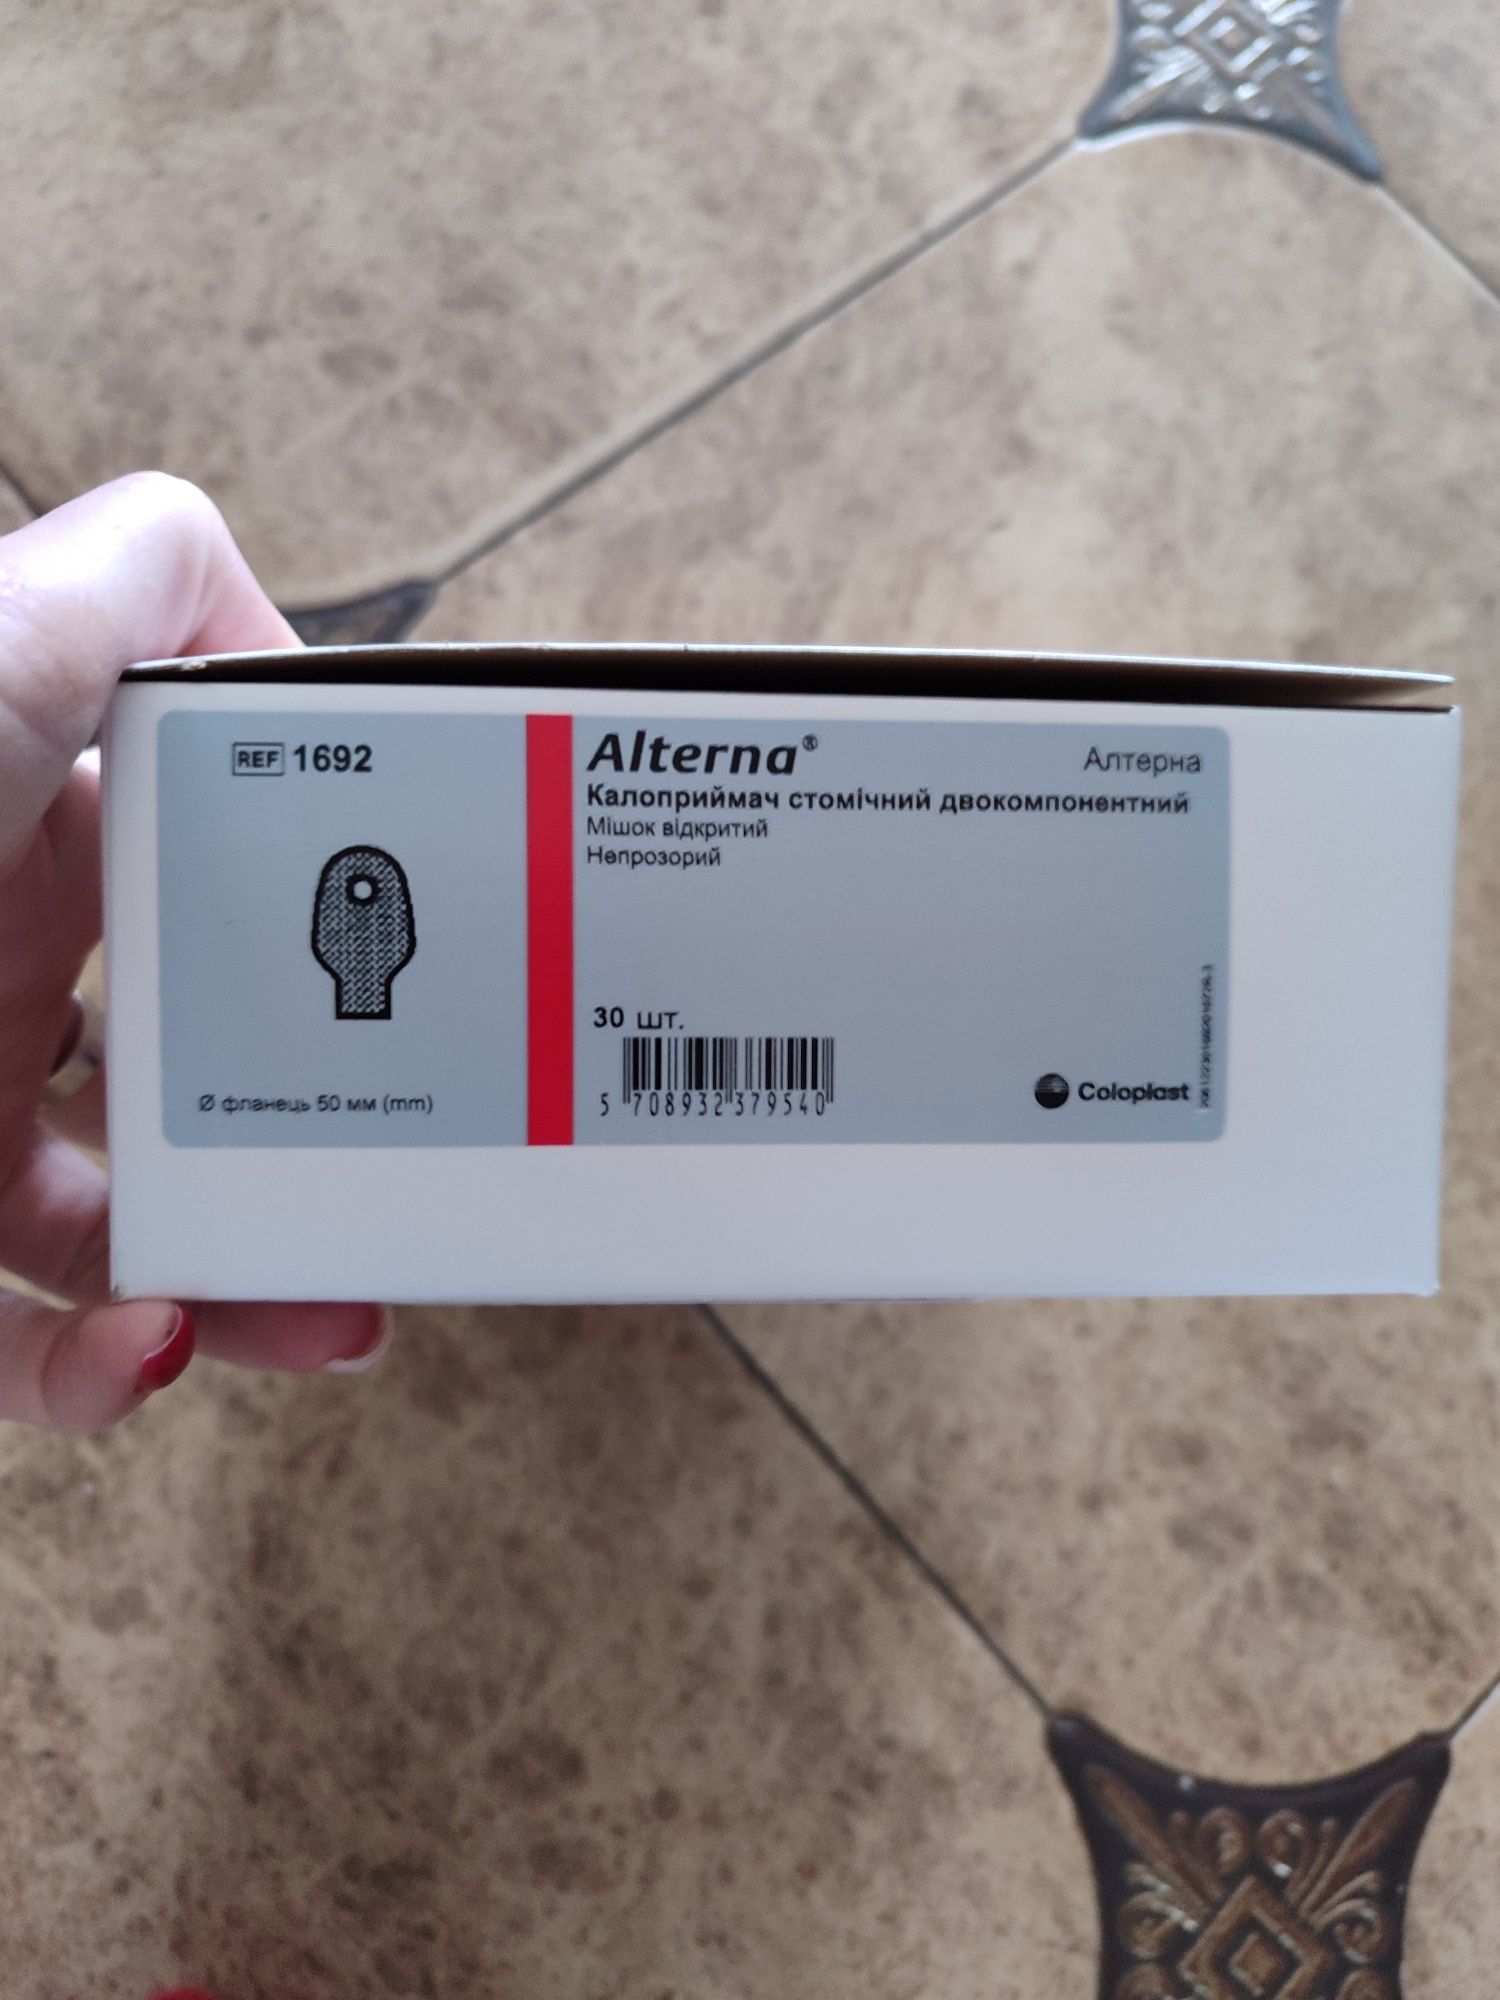 REF 1692
Alterna®
Алтерна
Калоприймач стомічний двокомпонентний
Мішок відкритий
Непрозорий
30 шт.
5 708932 379540
Ø фланець 50 мм (mm)
Coloplast